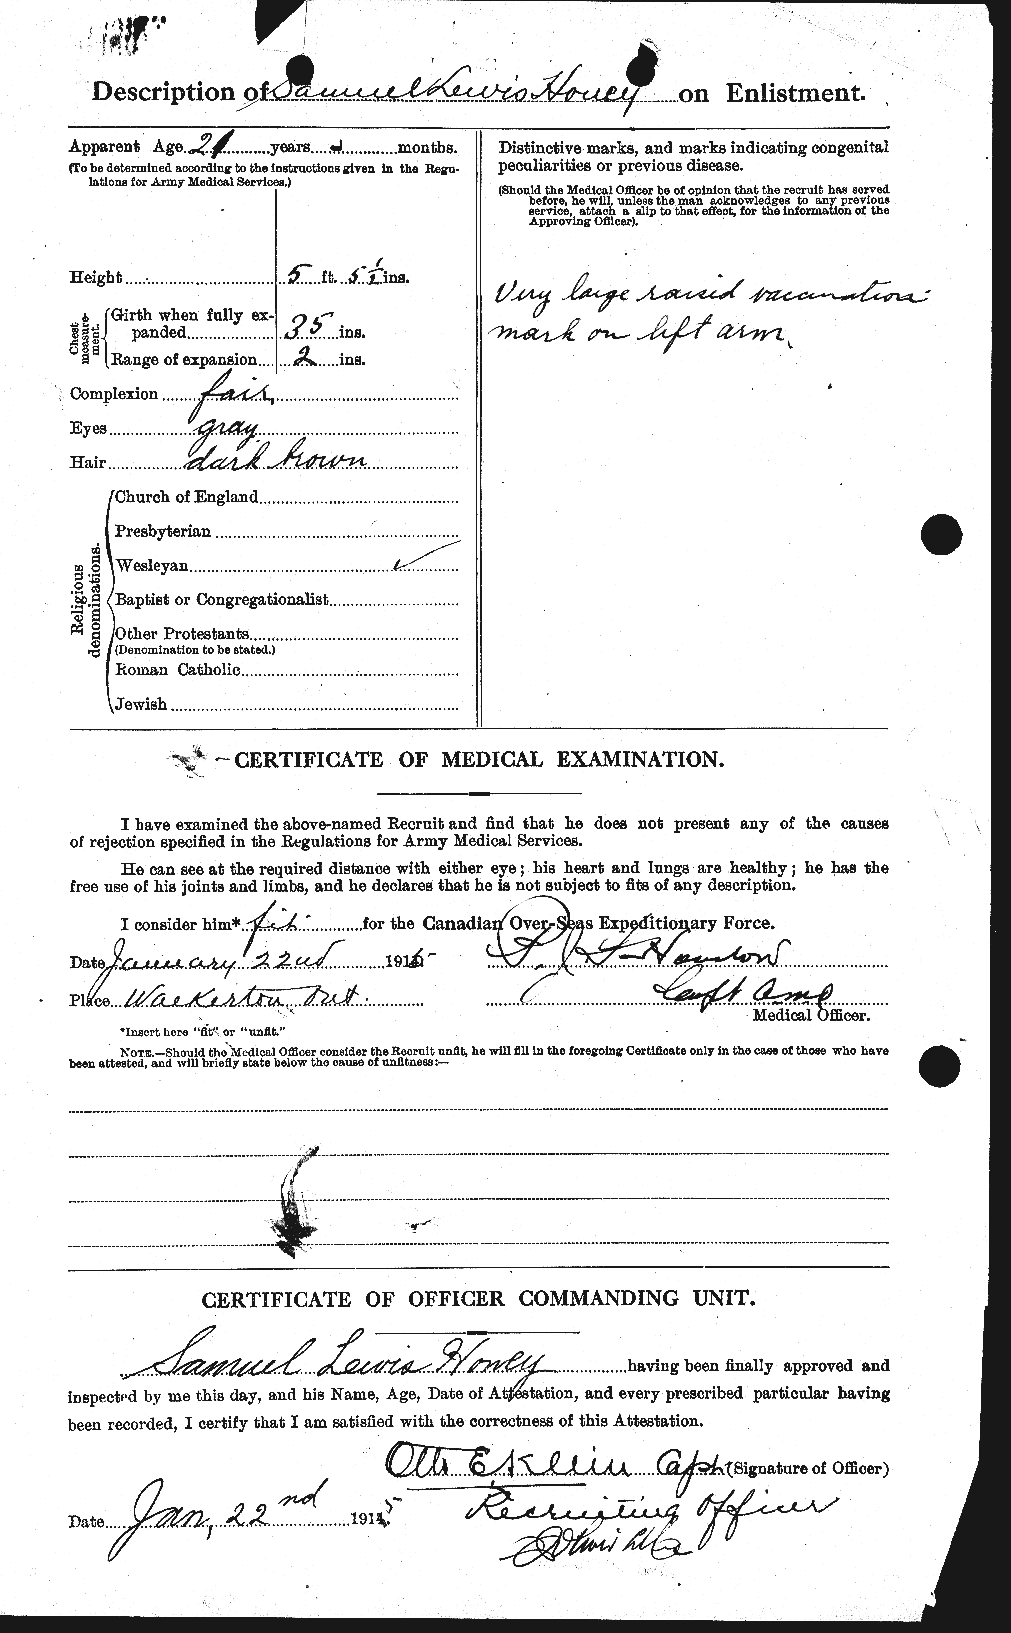 Description of Samuel Lewis Honey on Enlistment.
Apparent Age 21 years months.
(To be determined according to the instructions given in the Regu-
lations for Army Medical Services.)
Height 5 ft. 5 1/2 ins.
Chest measure-ment.
Girth when fully ex-
panded 35 ins.
Range of expansion 2 ins.
Complexion fair,
Eyes gray
Hair dark brown
Religious denominations.
Church of England
Presbyterian
Wesleyan ✓
Baptist or Congregationalist
Other Protestants
(Denomination to be stated.)
Roman Catholic
Jewish
Distinctive marks, and marks indicating congenital
peculiarities or previous disease.
(Should the Medical Officer be of opinion that the recruit has served
before, he will, unless the man acknowledges to any previous
service, attach a slip to that effect, for the information of the
Approving Officer).
Very large raised vaccination
mark on left arm.
CERTIFICATE OF MEDICAL EXAMINATION.
I have examined the above-named Recruit and find that he does not present any of the causes
of rejection specified in the Regulations for Army Medical Services.
He can see at the required distance with either eye; his heart and lungs are healthy; he has the
free use of his joints and limbs, and he declares that he is not subject to fits of any description.
I consider him* fit for the Canadian Over-Seas Expeditionary Force.
Date January 22nd 1915
Place Walkerton Ont.
Medical Officer.
*Insert here "fit" or "unfit."
NOTE.—Should the Medical Officer consider the Recruit unfit, he will fill in the foregoing Certificate only in the case of those who have
been attested, and will briefly state below the cause of unfitness:—
CERTIFICATE OF OFFICER COMMANDING UNIT.
Samuel Lewis Honey having been finally approved and
inspected by me this day, and his Name, Age, Date of Attestation, and every prescribed particular having
been recorded, I certify that I am satisfied with the correctness of this Attestation.
Otto E Klein Capt. (Signature of Officer)
Recruiting Officer
Date Jan, 22nd 1915